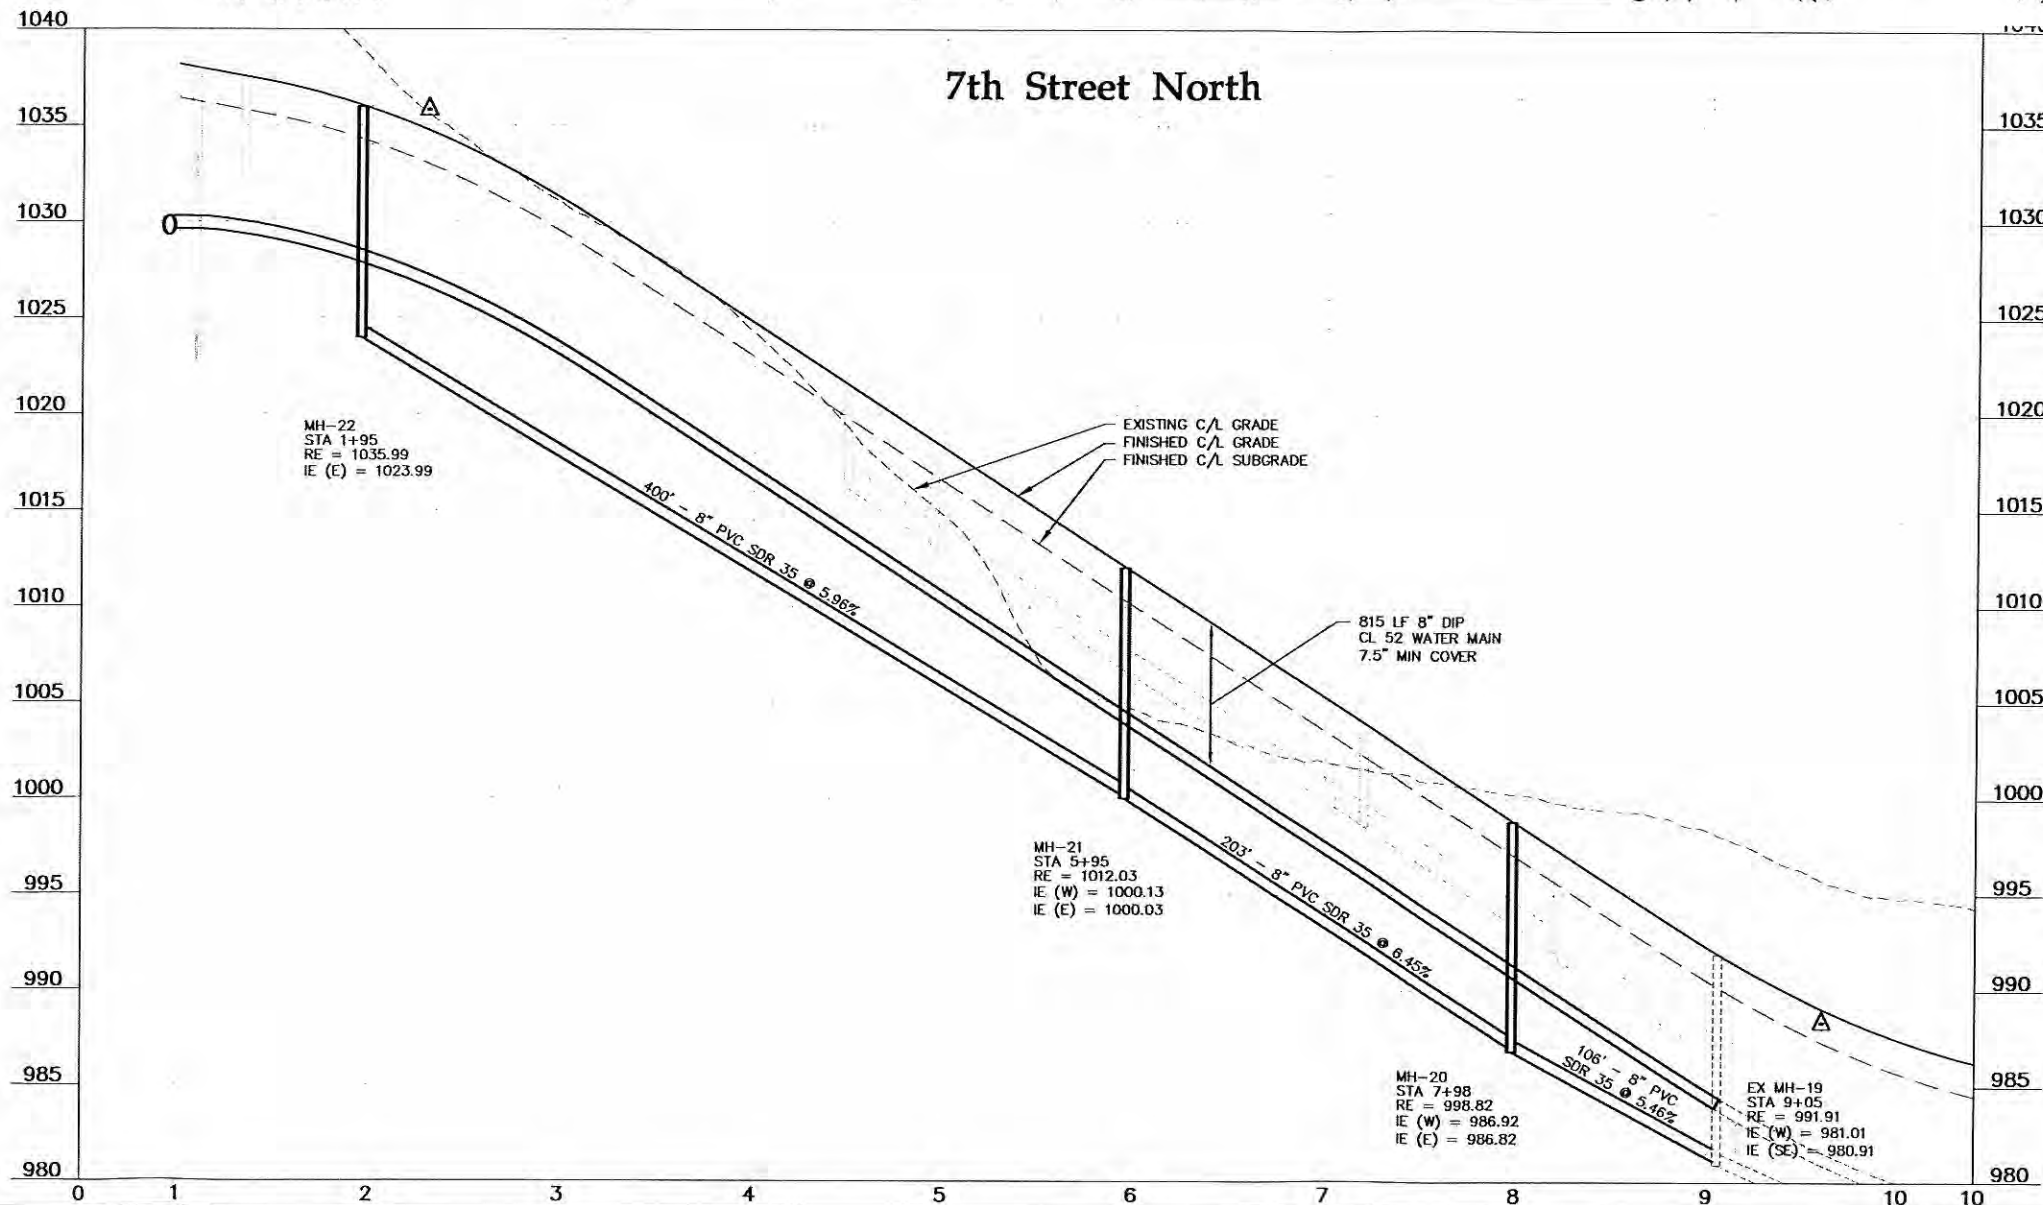 7th Street North
1040
1035
1030
1025
1020
1015
1010
1005
1000
995
990
985
980
1035
1030
1025
1020
1015
1010
1005
1000
995
990
985
980
MH-22
STA 1+95
RE = 1035.99
IE (E) = 1023.99
400' - 8" PVC SDR 35 @ 5.96%
EXISTING C/L GRADE
FINISHED C/L GRADE
FINISHED C/L SUBGRADE
815 LF 8" DIP
CL 52 WATER MAIN
7.5" MIN COVER
MH-21
STA 5+95
RE = 1012.03
IE (W) = 1000.13
IE (E) = 1000.03
203' - 8" PVC SDR 35 @ 6.45%
MH-20
STA 7+98
RE = 998.82
IE (W) = 986.92
IE (E) = 986.82
106' - 8" PVC
SDR 35 @ 5.46%
EX MH-19
STA 9+05
RE = 991.91
IE (W) = 981.01
IE (SE) = 980.91
0 1 2 3 4 5 6 7 8 9 10 10